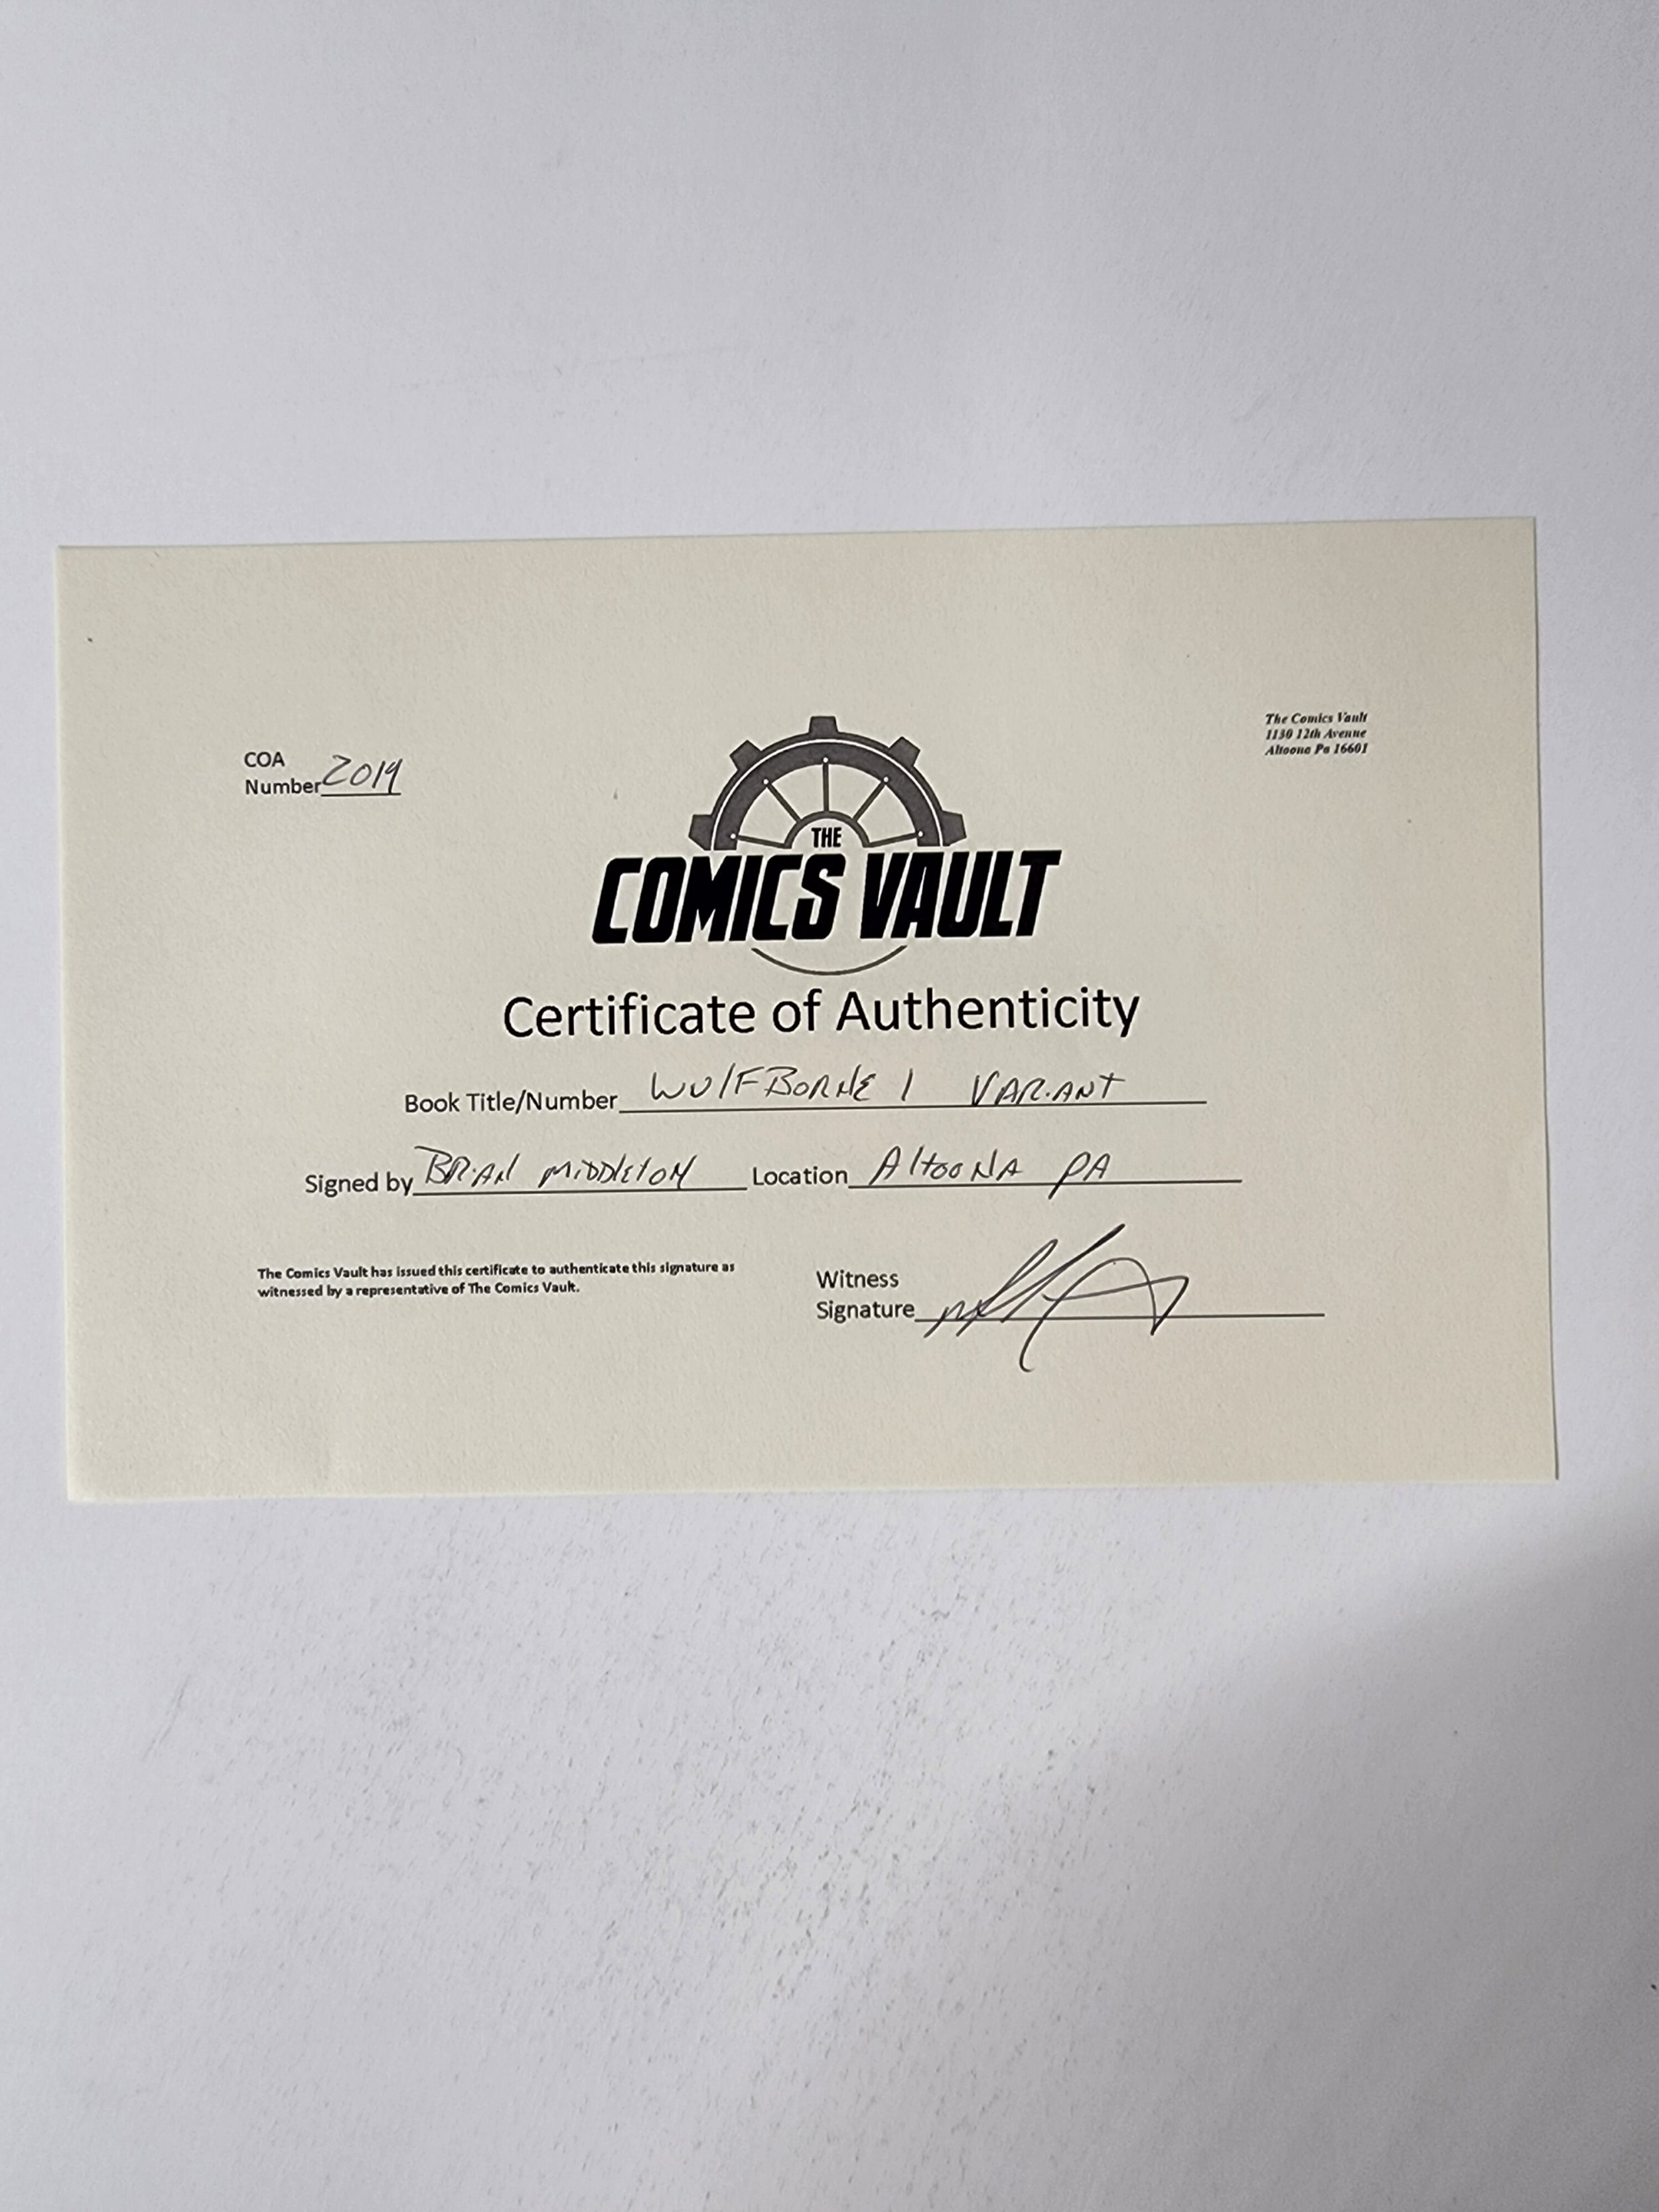 The Comics Vault
1130 12th Avenue
Altoona Pa 16601
COA
Number 2019
THE
COMICS VAULT
Certificate of Authenticity
Book Title/Number WulFBORNE 1 VARIANT
Signed by BRIAN MIDDLETON Location AltooNA PA
The Comics Vault has issued this certificate to authenticate this signature as
witnessed by a representative of The Comics Vault.
Witness
Signature